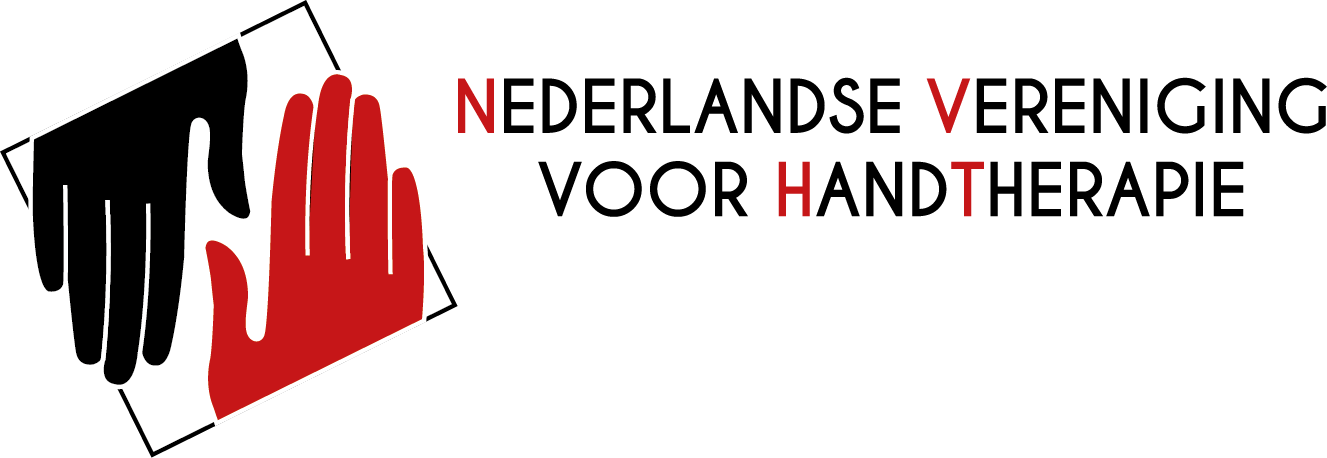 NEDERLANDSE VERENIGING
VOOR HANDTHERAPIE